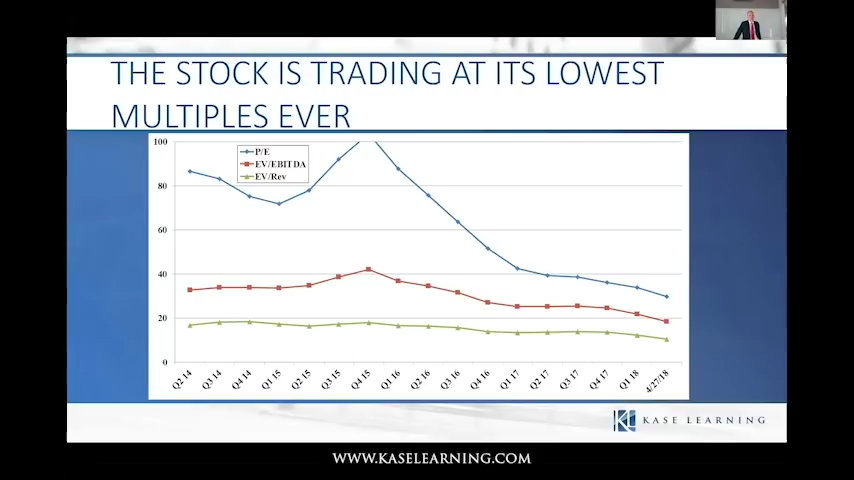 THE STOCK IS TRADING AT ITS LOWEST
MULTIPLES EVER
100
80
60
40
20
0
P/E
EV/EBITDA
EV/Rev
Q2 14
Q3 14
Q4 14
Q1 15
Q2 15
Q3 15
Q4 15
Q1 16
Q2 16
Q3 16
Q4 16
Q1 17
Q2 17
Q3 17
Q4 17
Q1 18
4/27/18
KL KASE LEARNING
WWW.KASELEARNING.COM